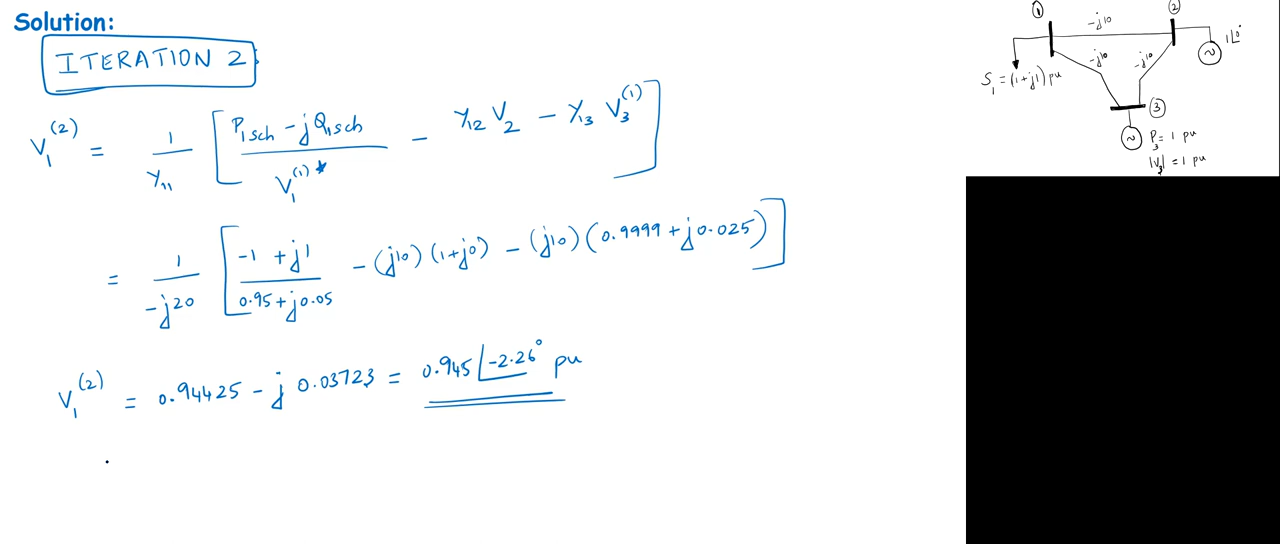 Solution:
ITERATION 2:
V₁⁽²⁾ = 1/Y₁₁ [ (P₁sch - jQ₁sch)/V₁⁽¹⁾* - Y₁₂ V₂ - Y₁₃ V₃⁽¹⁾ ]
= 1/-j20 [ (-1 + j1)/(0.95 + j0.05) - (j10)(1+j0) - (j10)(0.9999 + j0.025) ]
V₁⁽²⁾ = 0.94425 - j 0.03723 = 0.945∠-2.26° pu
① ②
-j10
1∠0°
-j10 -j10
S₁ = (1+j1) pu
③
P₃ = 1 pu
|V₃| = 1 pu